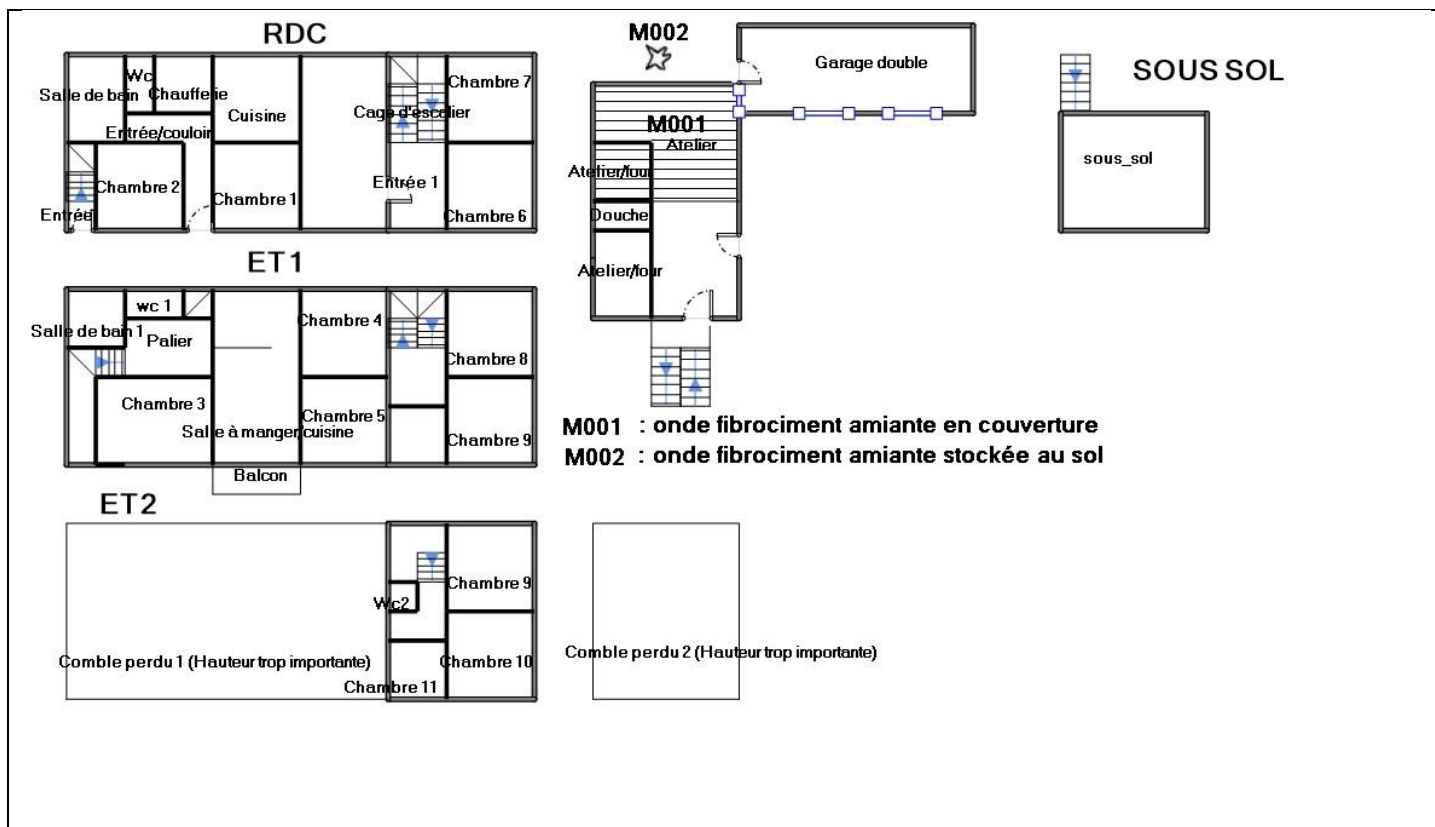 RDC
Wc
Salle de bain
Chaufferie
Cuisine
Entrée/couloir
Cage d'escalier
Chambre 7
Chambre 2
Chambre 1
Entrée 1
Entrée
Chambre 6
M002
Garage double
M001
Atelier
Atelier/four
Douche
Atelier/four
SOUS SOL
sous_sol
ET1
wc 1
Salle de bain 1
Palier
Chambre 4
Chambre 8
Chambre 3
Chambre 5
Salle à manger/cuisine
Chambre 9
Balcon
M001 : onde fibrociment amiante en couverture
M002 : onde fibrociment amiante stockée au sol
ET2
Chambre 9
Wc2
Comble perdu 1 (Hauteur trop importante)
Chambre 10
Chambre 11
Comble perdu 2 (Hauteur trop importante)